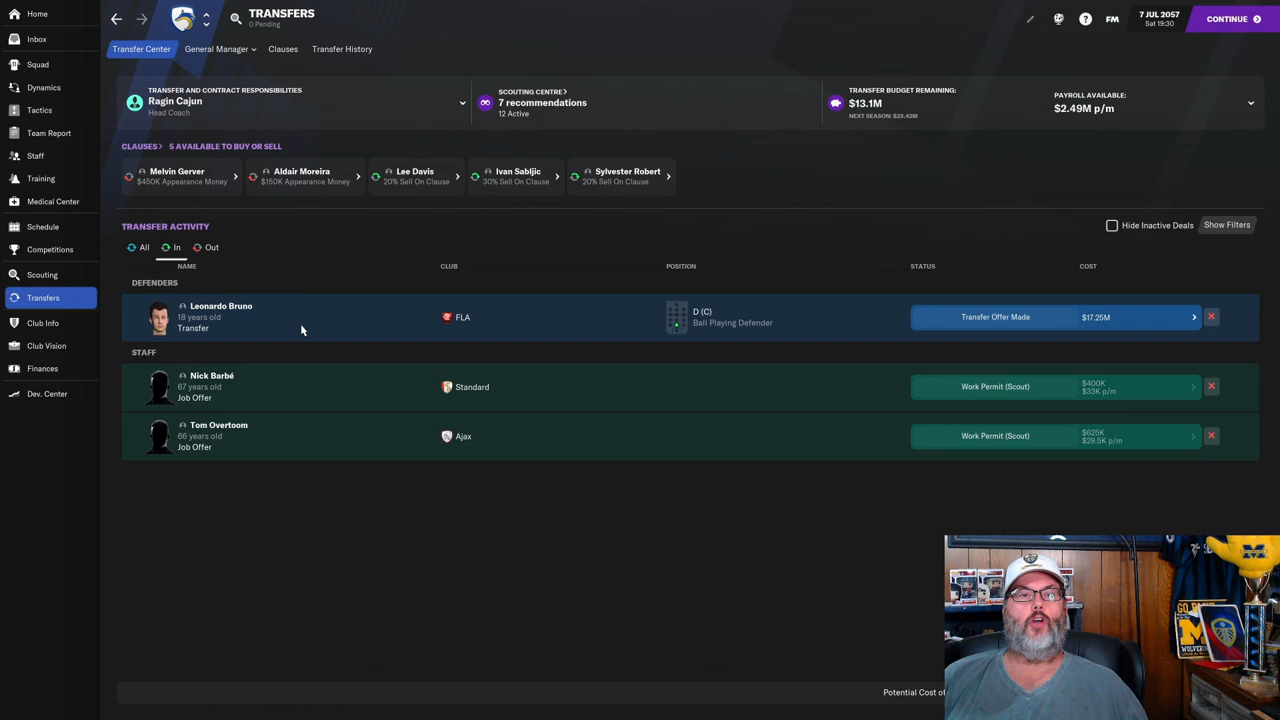 Home
Inbox
Squad
Dynamics
Tactics
Team Report
Staff
Training
Medical Center
Schedule
Competitions
Scouting
Transfers
Club Info
Club Vision
Finances
Dev. Center
TRANSFERS
0 Pending
FM
7 JUL 2057
Sat 19:30
CONTINUE
Transfer Center
General Manager
Clauses
Transfer History
TRANSFER AND CONTRACT RESPONSIBILITIES
Ragin Cajun
Head Coach
SCOUTING CENTRE
7 recommendations
12 Active
TRANSFER BUDGET REMAINING:
$13.1M
NEXT SEASON: $23.42M
PAYROLL AVAILABLE:
$2.49M p/m
CLAUSES 5 AVAILABLE TO BUY OR SELL
Melvin Gerver
$450K Appearance Money
Aldair Moreira
$150K Appearance Money
Lee Davis
20% Sell On Clause
Ivan Sabljic
30% Sell On Clause
Sylvester Robert
20% Sell On Clause
TRANSFER ACTIVITY
Hide Inactive Deals
Show Filters
All
In
Out
NAME
CLUB
POSITION
STATUS
COST
DEFENDERS
Leonardo Bruno
18 years old
Transfer
FLA
D (C)
Ball Playing Defender
Transfer Offer Made
$17.25M
STAFF
Nick Barbé
67 years old
Job Offer
Standard
Work Permit (Scout)
$400K
$33K p/m
Tom Overtoom
66 years old
Job Offer
Ajax
Work Permit (Scout)
$625K
$29.5K p/m
Potential Cost of
GO
WOLVERINE